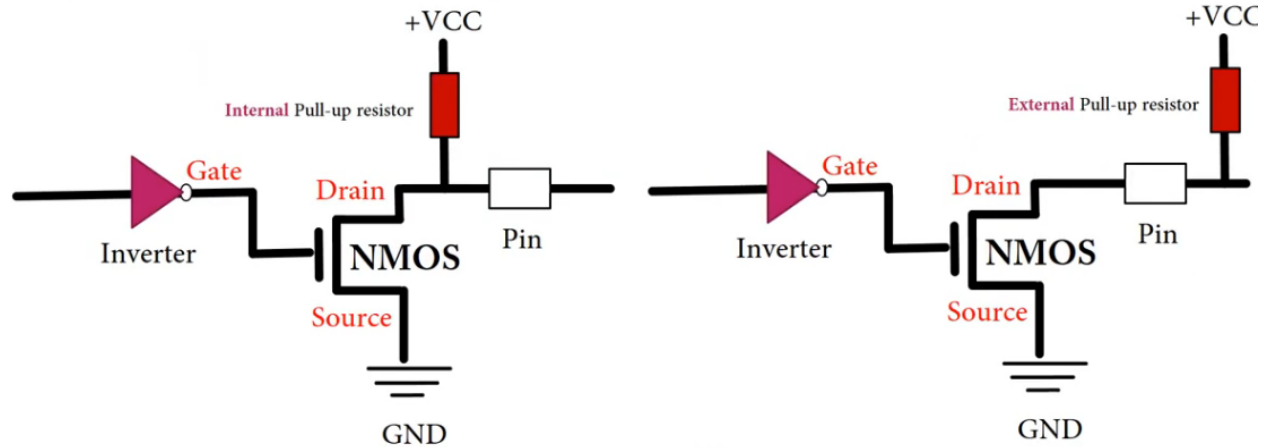 +VCC
Internal Pull-up resistor
Gate
Drain
Inverter
NMOS
Pin
Source
GND
+VCC
External Pull-up resistor
Gate
Drain
Inverter
NMOS
Pin
Source
GND